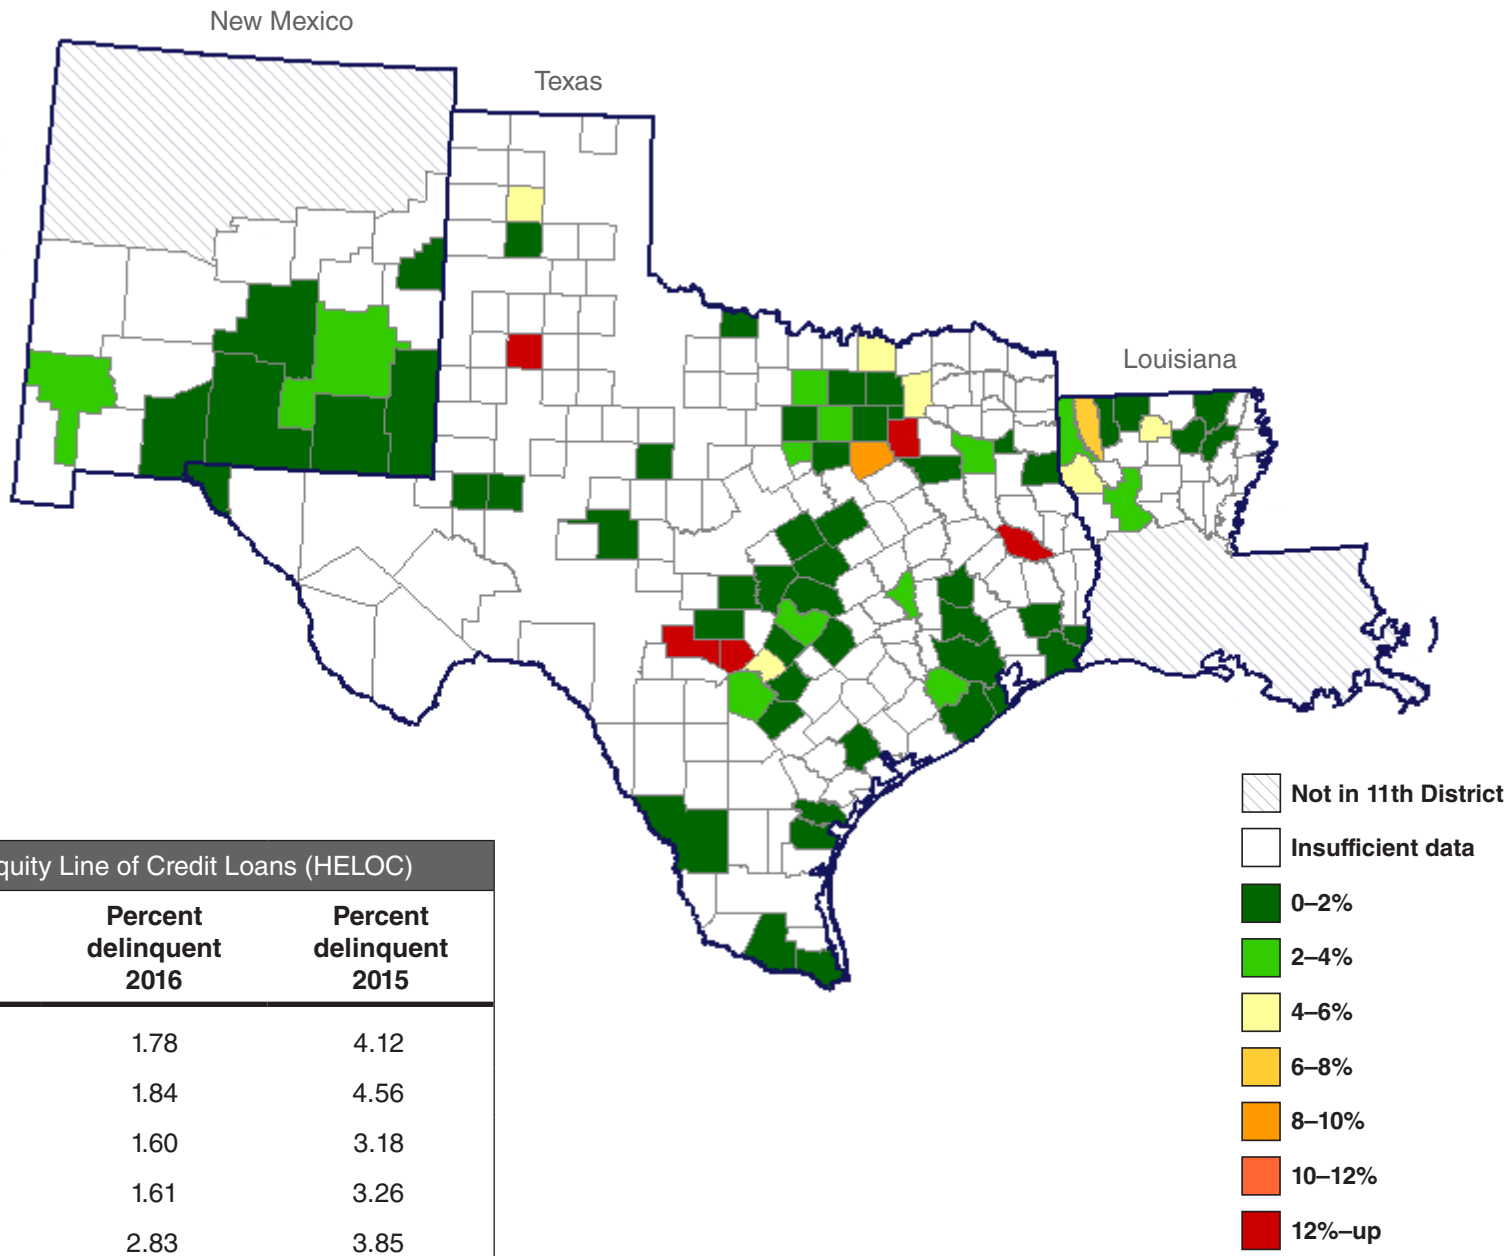 New Mexico
Texas
Louisiana
Not in 11th District
Insufficient data
0–2%
2–4%
4–6%
6–8%
8–10%
10–12%
12%–up
quity Line of Credit Loans (HELOC)
Percent delinquent 2016
Percent delinquent 2015
1.78 4.12
1.84 4.56
1.60 3.18
1.61 3.26
2.83 3.85